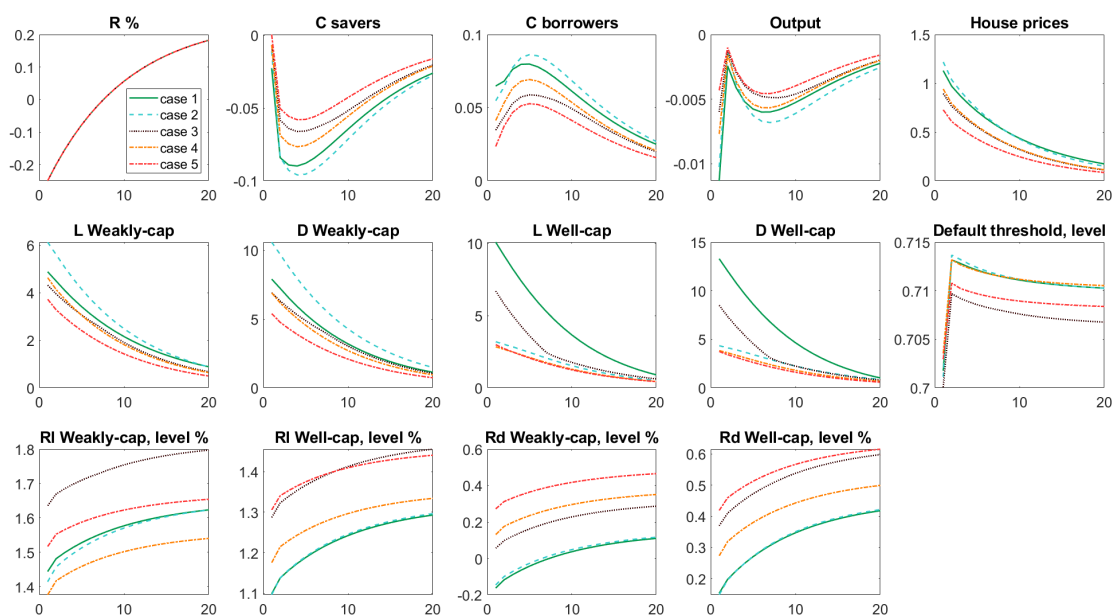 R %
C savers
C borrowers
Output
House prices
0.2
0.1
0
-0.1
-0.2
0 10 20
case 1
case 2
case 3
case 4
case 5
0
-0.05
-0.1
0 10 20
0.1
0.05
0
0 10 20
0
-0.005
-0.01
0 10 20
1.5
1
0.5
0
0 10 20
L Weakly-cap
D Weakly-cap
L Well-cap
D Well-cap
Default threshold, level
6
4
2
0
0 10 20
10
5
0
0 10 20
10
5
0
0 10 20
15
10
5
0
0 10 20
0.715
0.71
0.705
0.7
0 10 20
Rl Weakly-cap, level %
Rl Well-cap, level %
Rd Weakly-cap, level %
Rd Well-cap, level %
1.8
1.7
1.6
1.5
1.4
0 10 20
1.4
1.3
1.2
1.1
0 10 20
0.6
0.4
0.2
0
-0.2
0 10 20
0.6
0.5
0.4
0.3
0.2
0 10 20